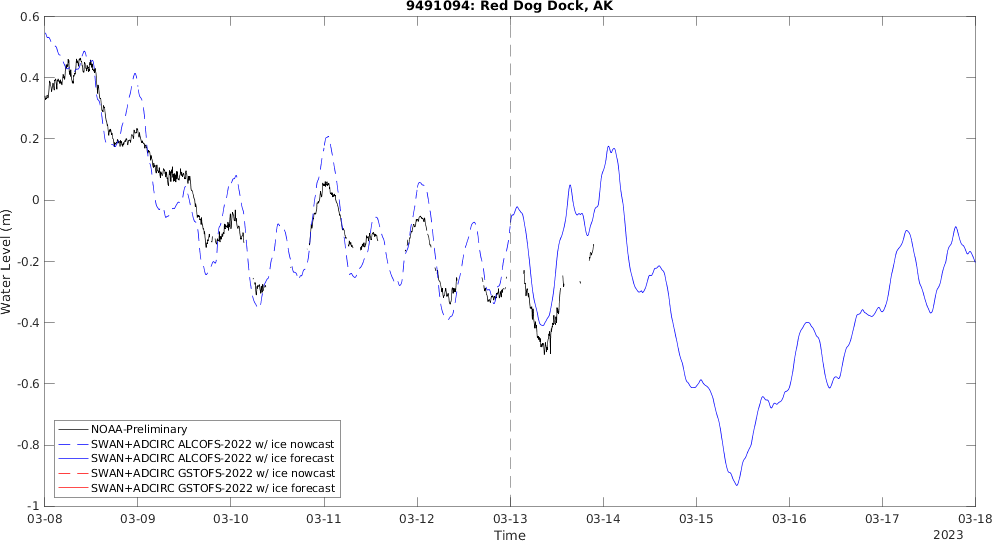 9491094: Red Dog Dock, AK
0.6
0.4
0.2
0
-0.2
-0.4
-0.6
-0.8
-1
Water Level (m)
NOAA-Preliminary
SWAN+ADCIRC ALCOFS-2022 w/ ice nowcast
SWAN+ADCIRC ALCOFS-2022 w/ ice forecast
SWAN+ADCIRC GSTOFS-2022 w/ ice nowcast
SWAN+ADCIRC GSTOFS-2022 w/ ice forecast
03-08 03-09 03-10 03-11 03-12 03-13 03-14 03-15 03-16 03-17 03-18
Time
2023